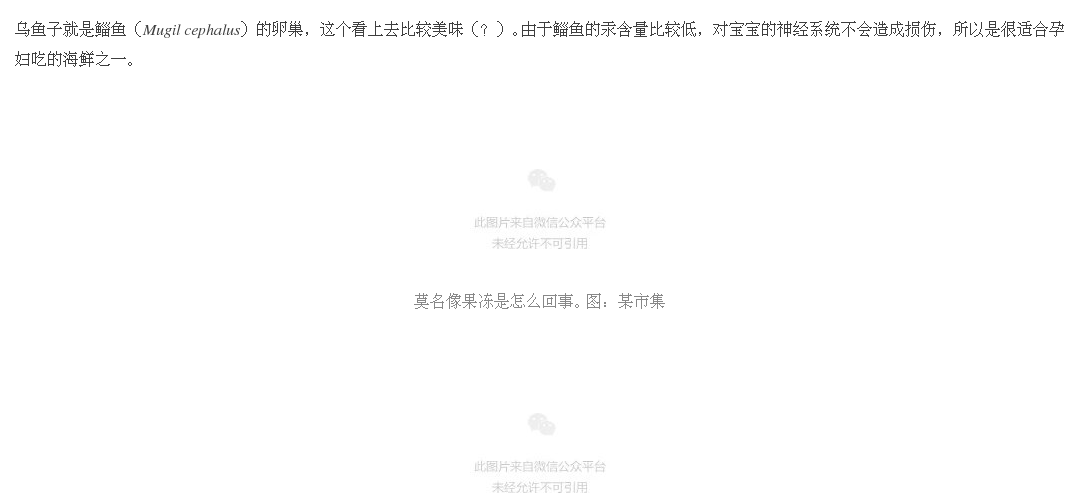 乌鱼子就是鲻鱼（Mugil cephalus）的卵巢，这个看上去比较美味（？）。由于鲻鱼的汞含量比较低，对宝宝的神经系统不会造成损伤，所以是很适合孕
妇吃的海鲜之一。
此图片来自微信公众平台
未经允许不可引用
莫名像果冻是怎么回事。图：某市集
此图片来自微信公众平台
未经允许不可引用